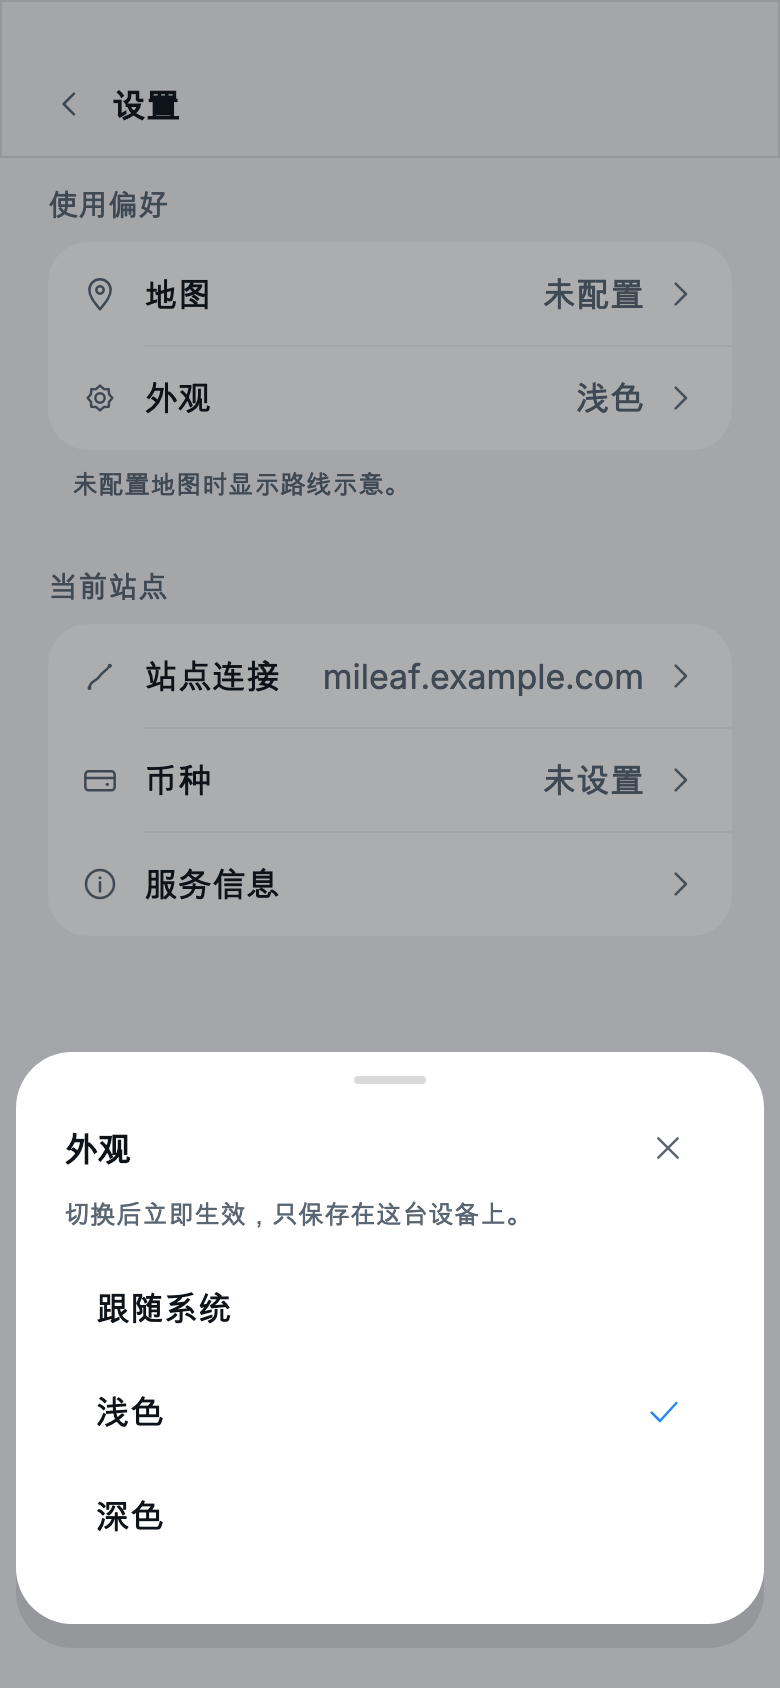 设置
使用偏好
地图 未配置
外观 浅色
未配置地图时显示路线示意。
当前站点
站点连接 mileaf.example.com
币种 未设置
服务信息
外观
切换后立即生效，只保存在这台设备上。
跟随系统
浅色
深色